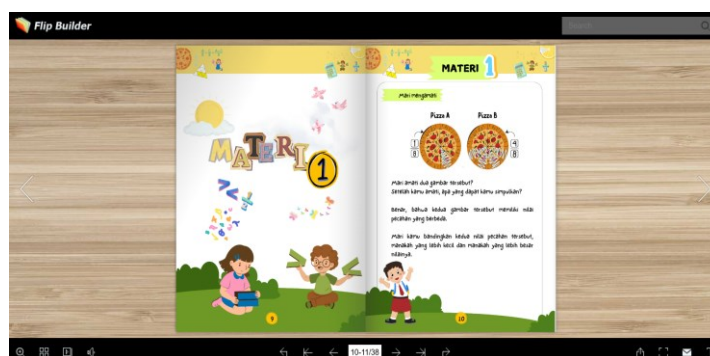 Flip Builder
Search
MATERI
1
9
MATERI 1
Mari mengamati
Pizza A Pizza B
1
8
4
8
Mari amati dua gambar tersebut!
Setelah kamu amati, apa yang dapat kamu simpulkan?
Benar, bahwa kedua gambar tersebut memiliki nilai
pecahan yang berbeda.
Mari kamu bandingkan kedua nilai pecahan tersebut,
manakah yang lebih kecil dan manakah yang lebih besar
nilainya.
10
10-11/38